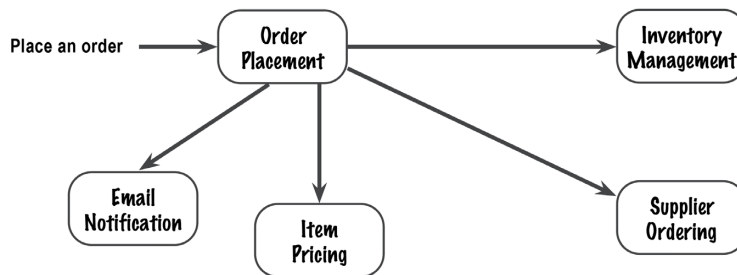 Place an order
Order
Placement
Inventory
Management
Email
Notification
Item
Pricing
Supplier
Ordering